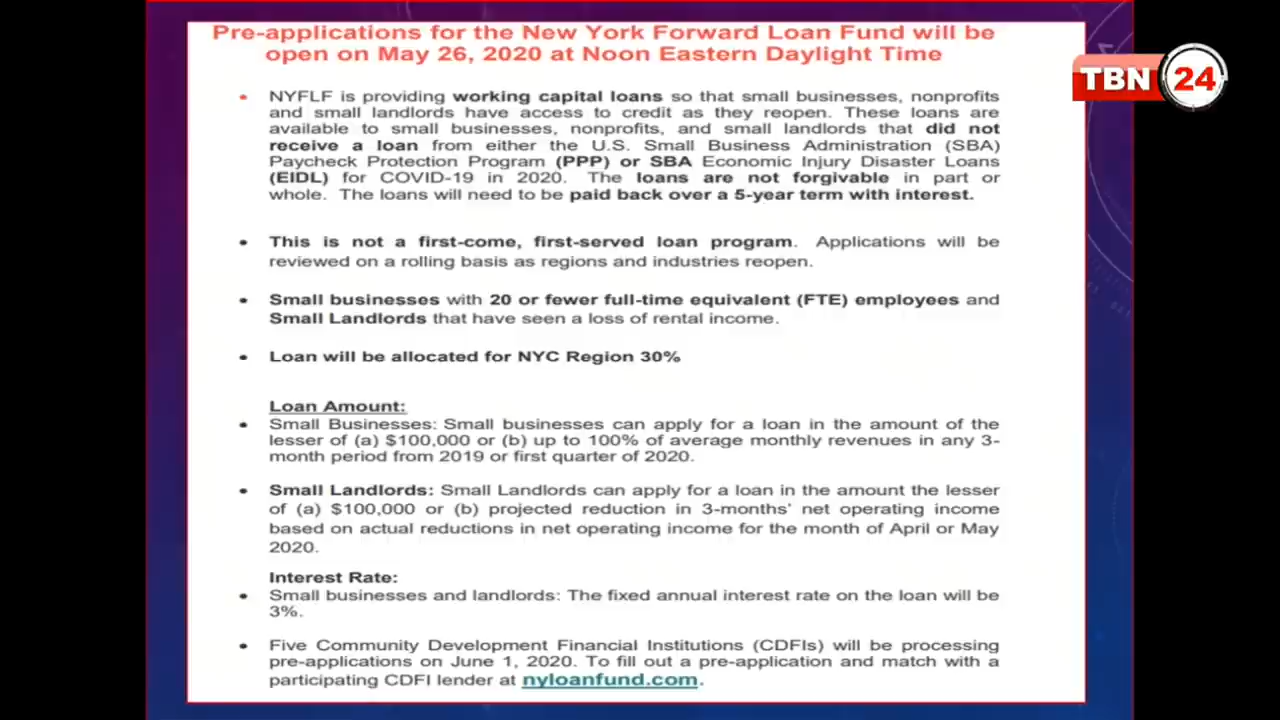 Pre-applications for the New York Forward Loan Fund will be
open on May 26, 2020 at Noon Eastern Daylight Time
TBN 24
• NYFLF is providing working capital loans so that small businesses, nonprofits
and small landlords have access to credit as they reopen. These loans are
available to small businesses, nonprofits, and small landlords that did not
receive a loan from either the U.S. Small Business Administration (SBA)
Paycheck Protection Program (PPP) or SBA Economic Injury Disaster Loans
(EIDL) for COVID-19 in 2020. The loans are not forgivable in part or
whole. The loans will need to be paid back over a 5-year term with interest.
• This is not a first-come, first-served loan program. Applications will be
reviewed on a rolling basis as regions and industries reopen.
• Small businesses with 20 or fewer full-time equivalent (FTE) employees and
Small Landlords that have seen a loss of rental income.
• Loan will be allocated for NYC Region 30%
Loan Amount:
• Small Businesses: Small businesses can apply for a loan in the amount of the
lesser of (a) $100,000 or (b) up to 100% of average monthly revenues in any 3-
month period from 2019 or first quarter of 2020.
• Small Landlords: Small Landlords can apply for a loan in the amount the lesser
of (a) $100,000 or (b) projected reduction in 3-months' net operating income
based on actual reductions in net operating income for the month of April or May
2020.
Interest Rate:
• Small businesses and landlords: The fixed annual interest rate on the loan will be
3%.
• Five Community Development Financial Institutions (CDFIs) will be processing
pre-applications on June 1, 2020. To fill out a pre-application and match with a
participating CDFI lender at nyloanfund.com.